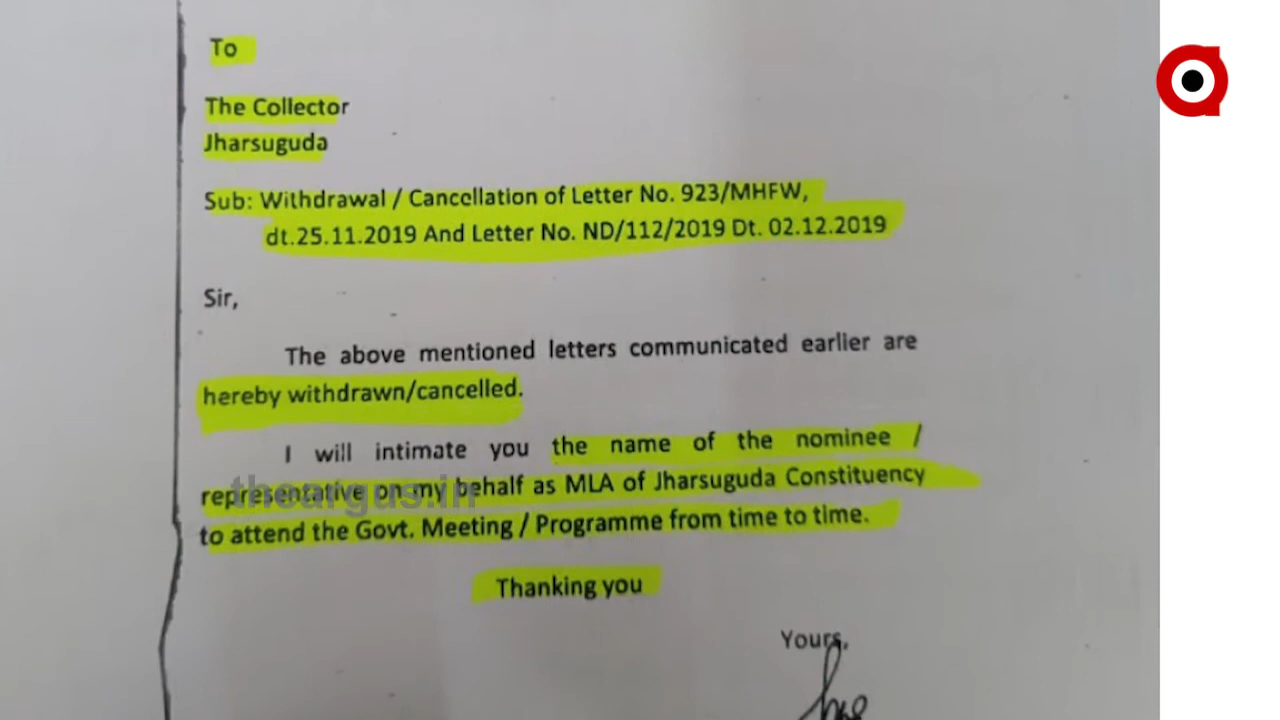 To
The Collector
Jharsuguda
Sub: Withdrawal / Cancellation of Letter No. 923/MHFW,
dt.25.11.2019 And Letter No. ND/112/2019 Dt. 02.12.2019
Sir,
The above mentioned letters communicated earlier are
hereby withdrawn/cancelled.
I will intimate you the name of the nominee /
representative on my behalf as MLA of Jharsuguda Constituency
theargus.in
to attend the Govt. Meeting / Programme from time to time.
Thanking you
Yours,